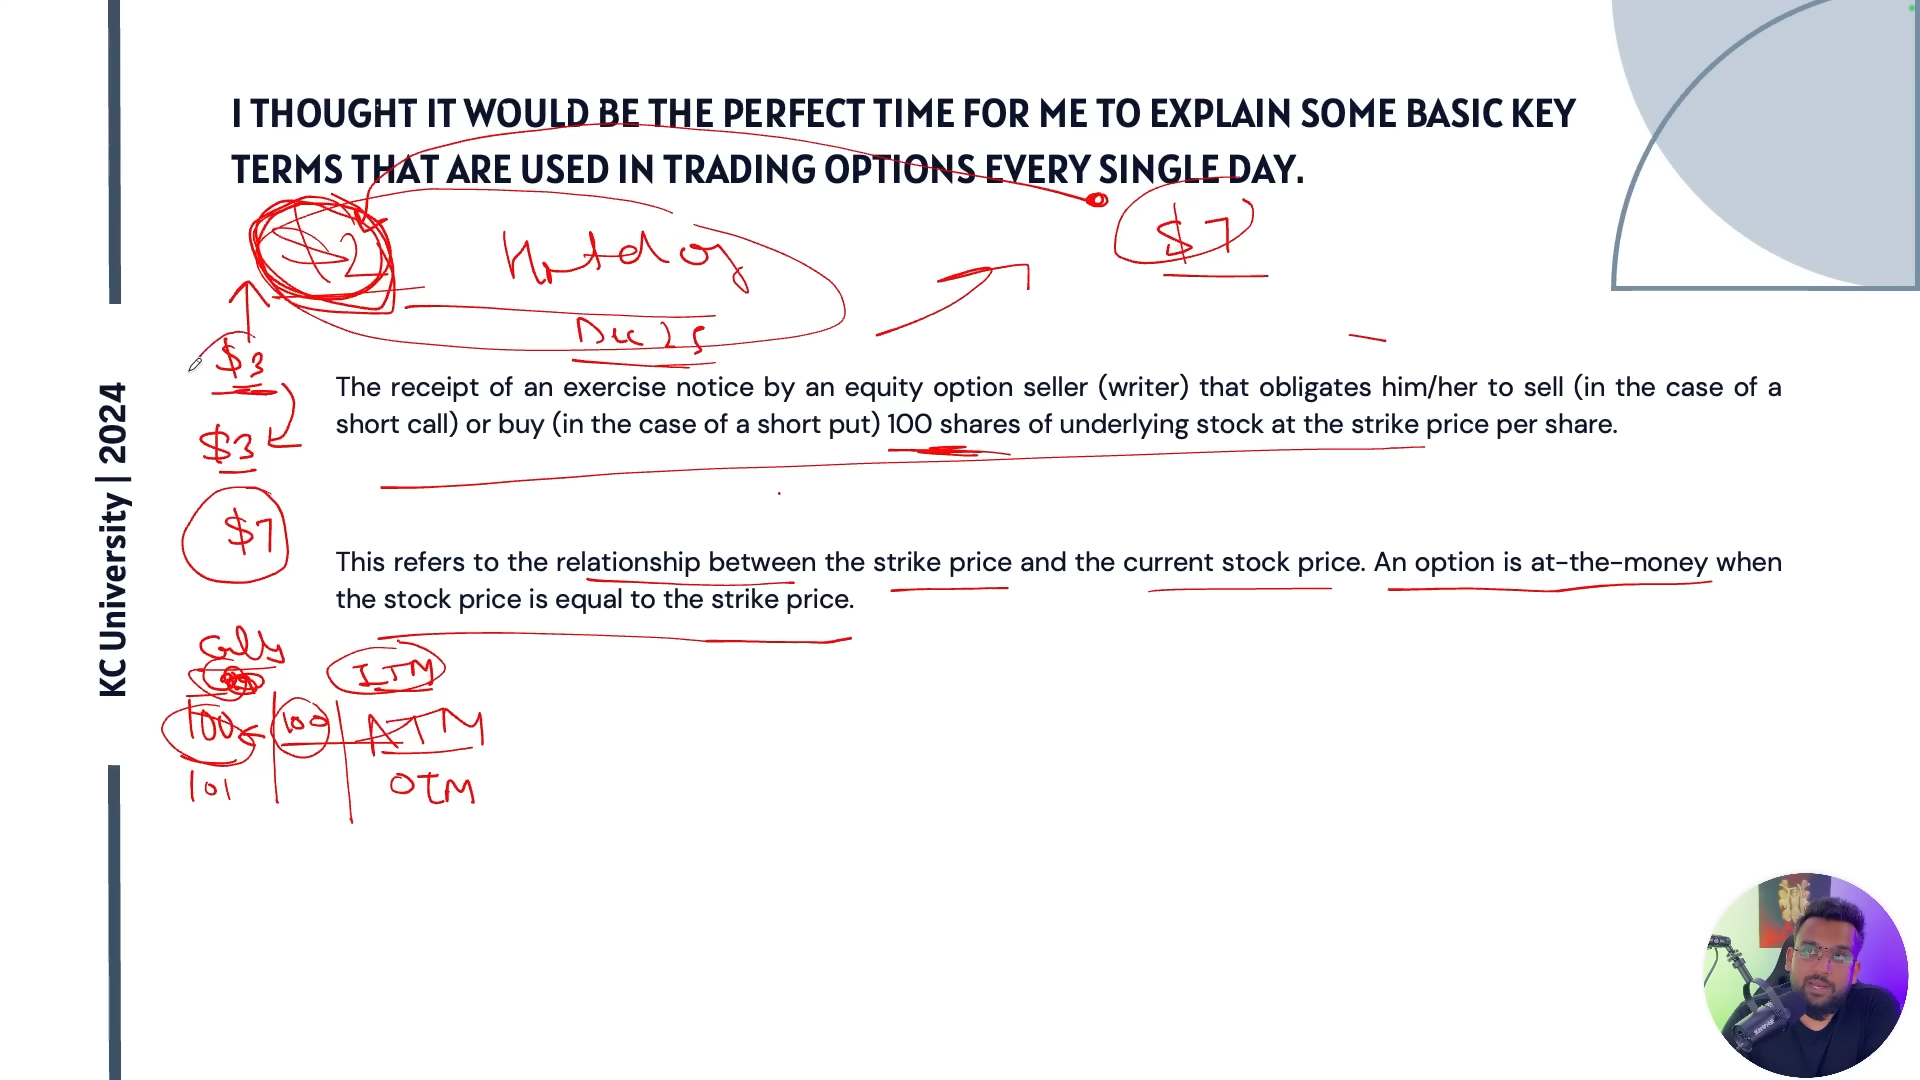 I THOUGHT IT WOULD BE THE PERFECT TIME FOR ME TO EXPLAIN SOME BASIC KEY
TERMS THAT ARE USED IN TRADING OPTIONS EVERY SINGLE DAY.
$2 Hotdog $7
Dec 25
$3
The receipt of an exercise notice by an equity option seller (writer) that obligates him/her to sell (in the case of a
short call) or buy (in the case of a short put) 100 shares of underlying stock at the strike price per share.
$3
$7
This refers to the relationship between the strike price and the current stock price. An option is at-the-money when
the stock price is equal to the strike price.
Calls
ITM
100 100 ATM
101 OTM
KC University | 2024